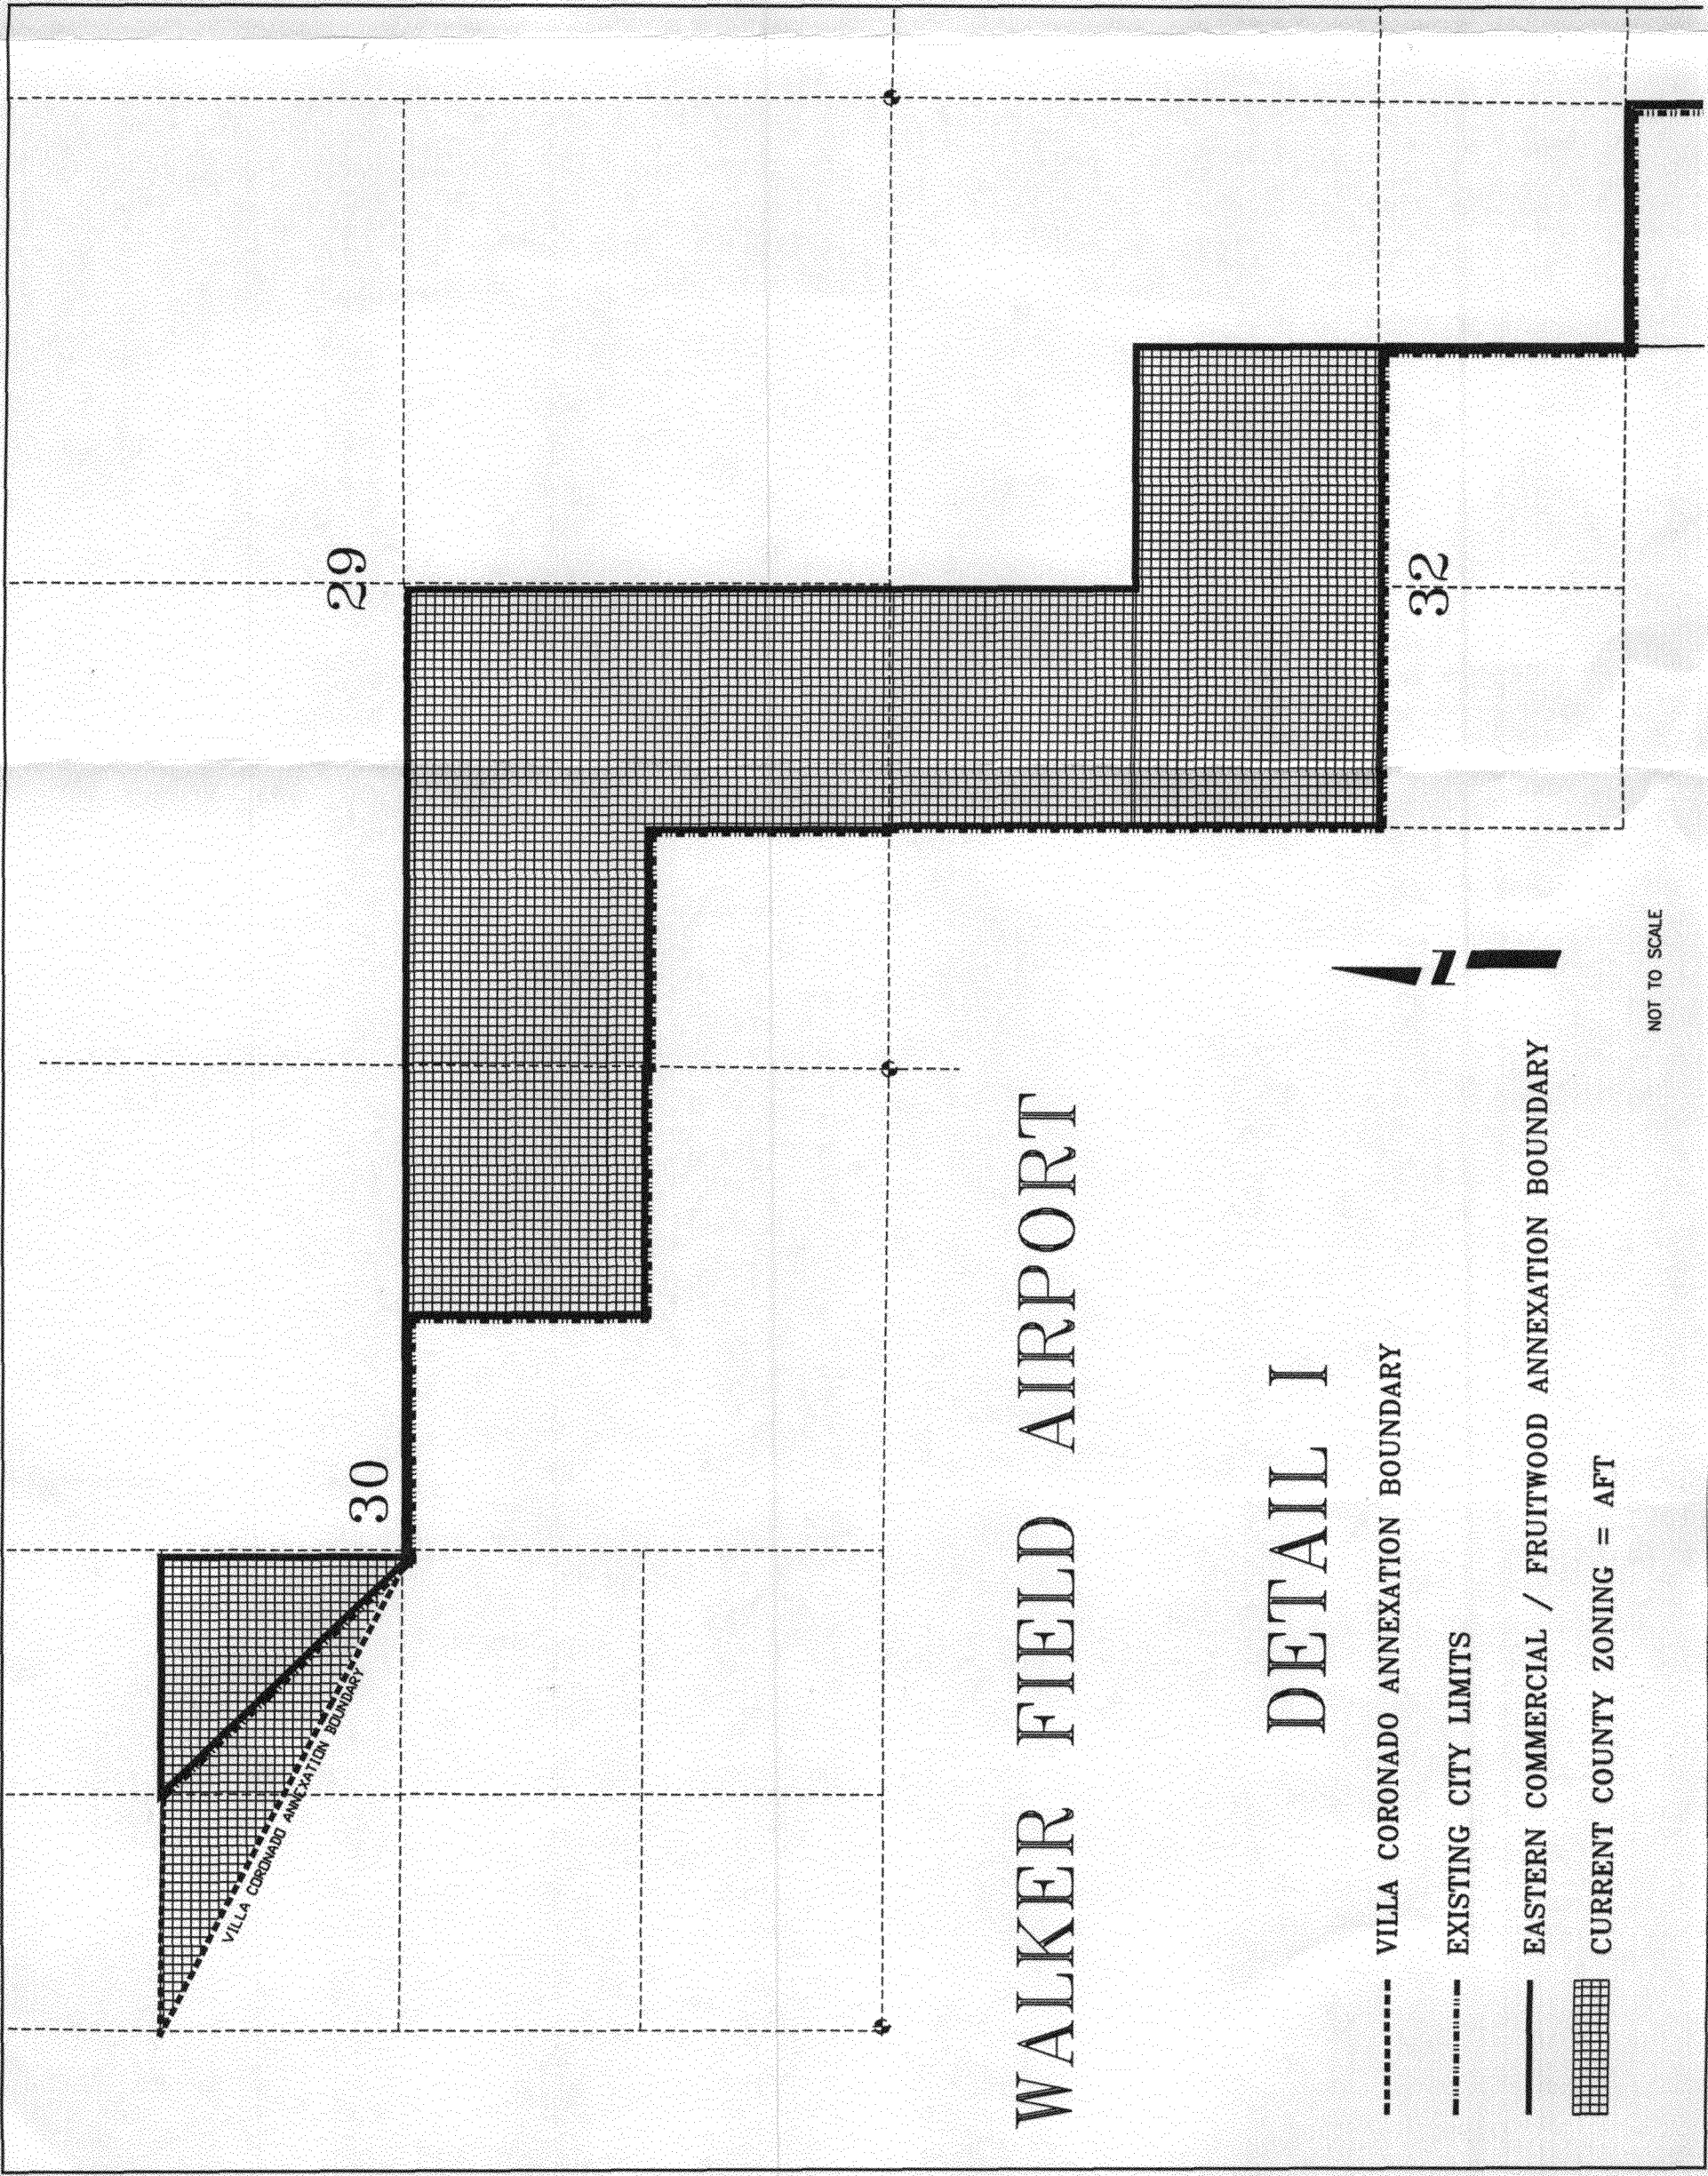 29
30
32
VILLA CORONADO ANNEXATION BOUNDARY
WALKER FIELD AIRPORT
DETAIL I
VILLA CORONADO ANNEXATION BOUNDARY
EXISTING CITY LIMITS
EASTERN COMMERCIAL / FRUITWOOD ANNEXATION BOUNDARY
CURRENT COUNTY ZONING = AFT
N
NOT TO SCALE